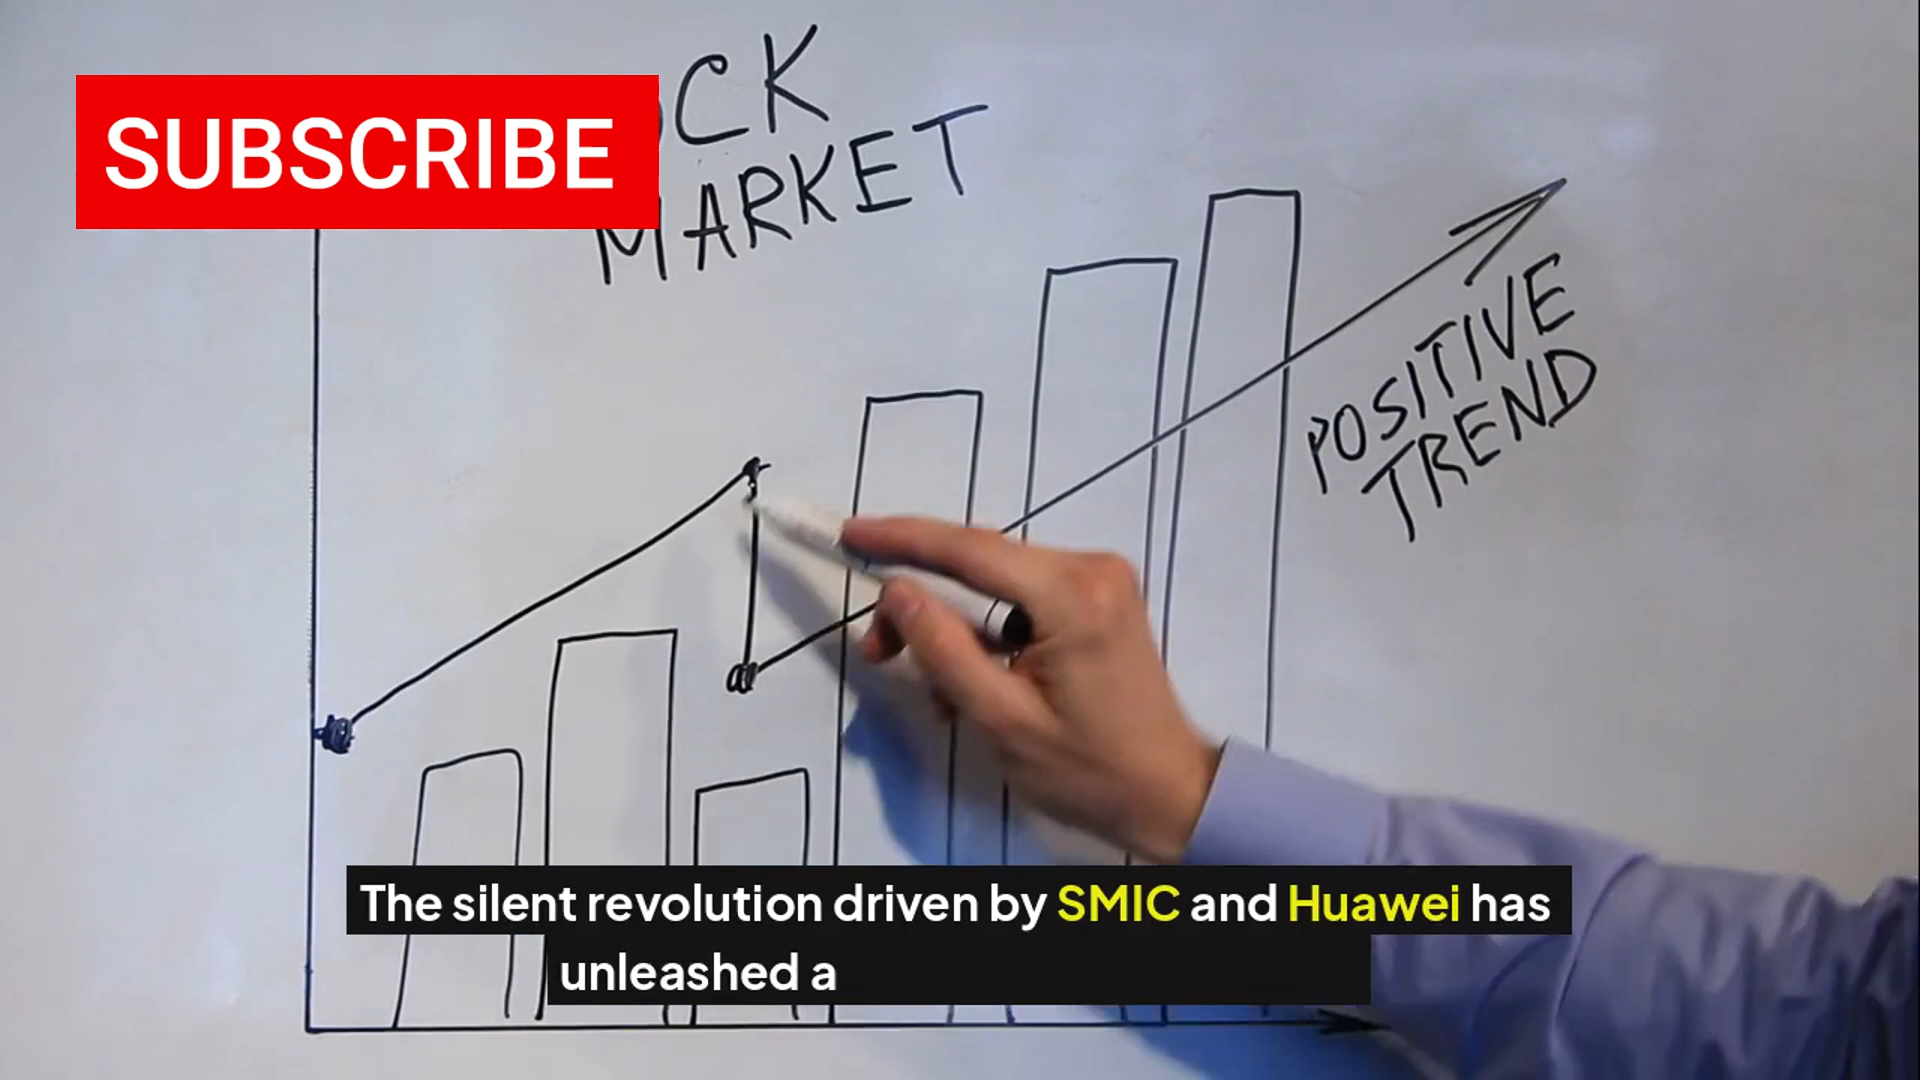 SUBSCRIBE
CK
MARKET
POSITIVE
TREND
The silent revolution driven by SMIC and Huawei has
unleashed a